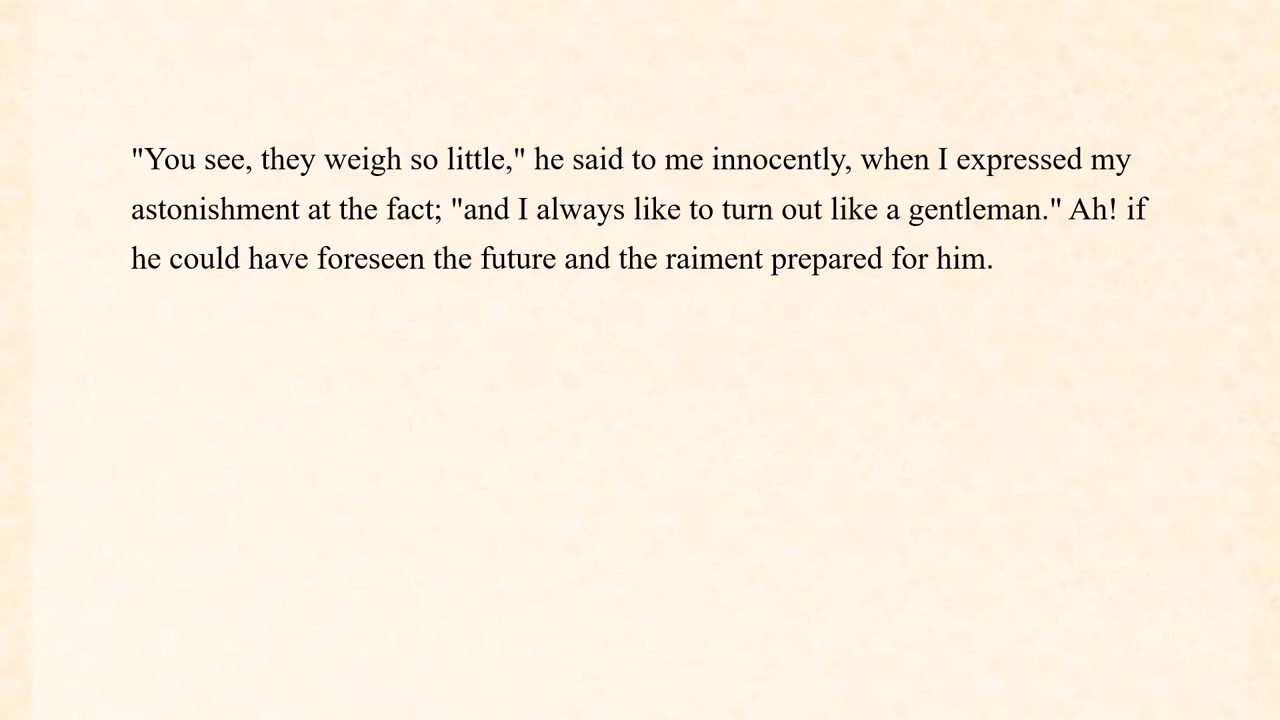 "You see, they weigh so little," he said to me innocently, when I expressed my
astonishment at the fact; "and I always like to turn out like a gentleman." Ah! if
he could have foreseen the future and the raiment prepared for him.